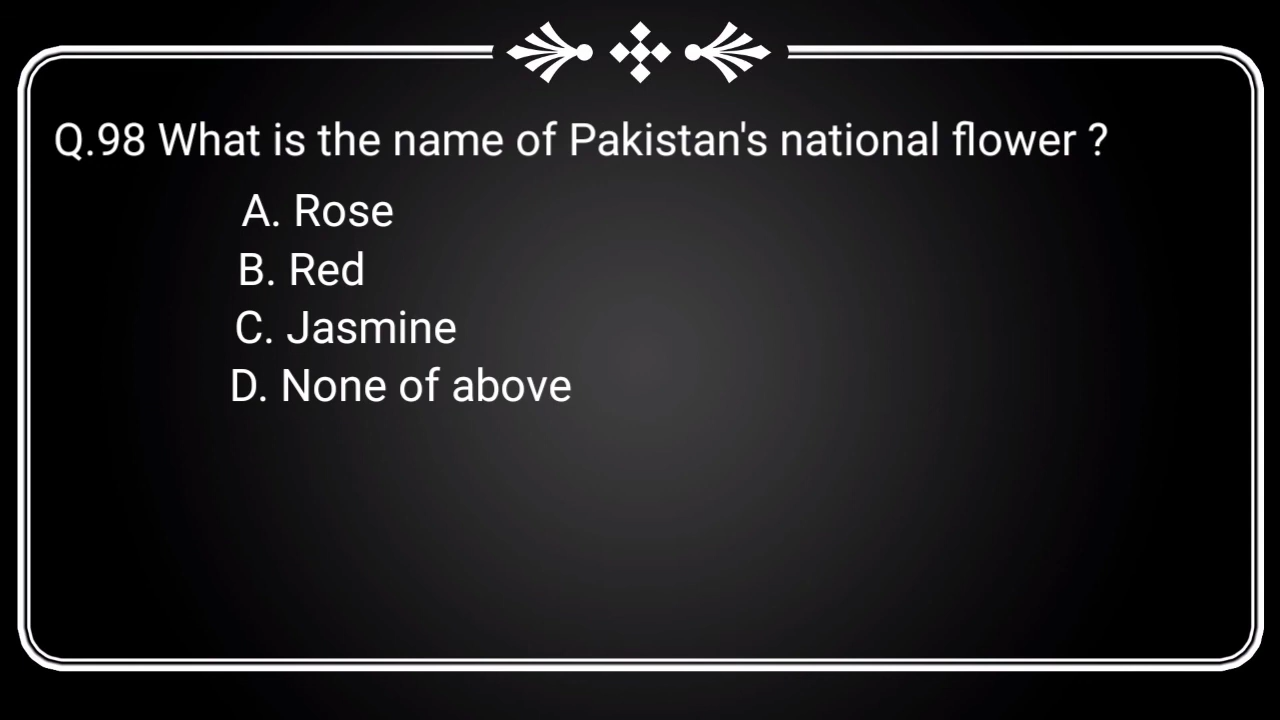 Q.98 What is the name of Pakistan's national flower ?
A. Rose
B. Red
C. Jasmine
D. None of above